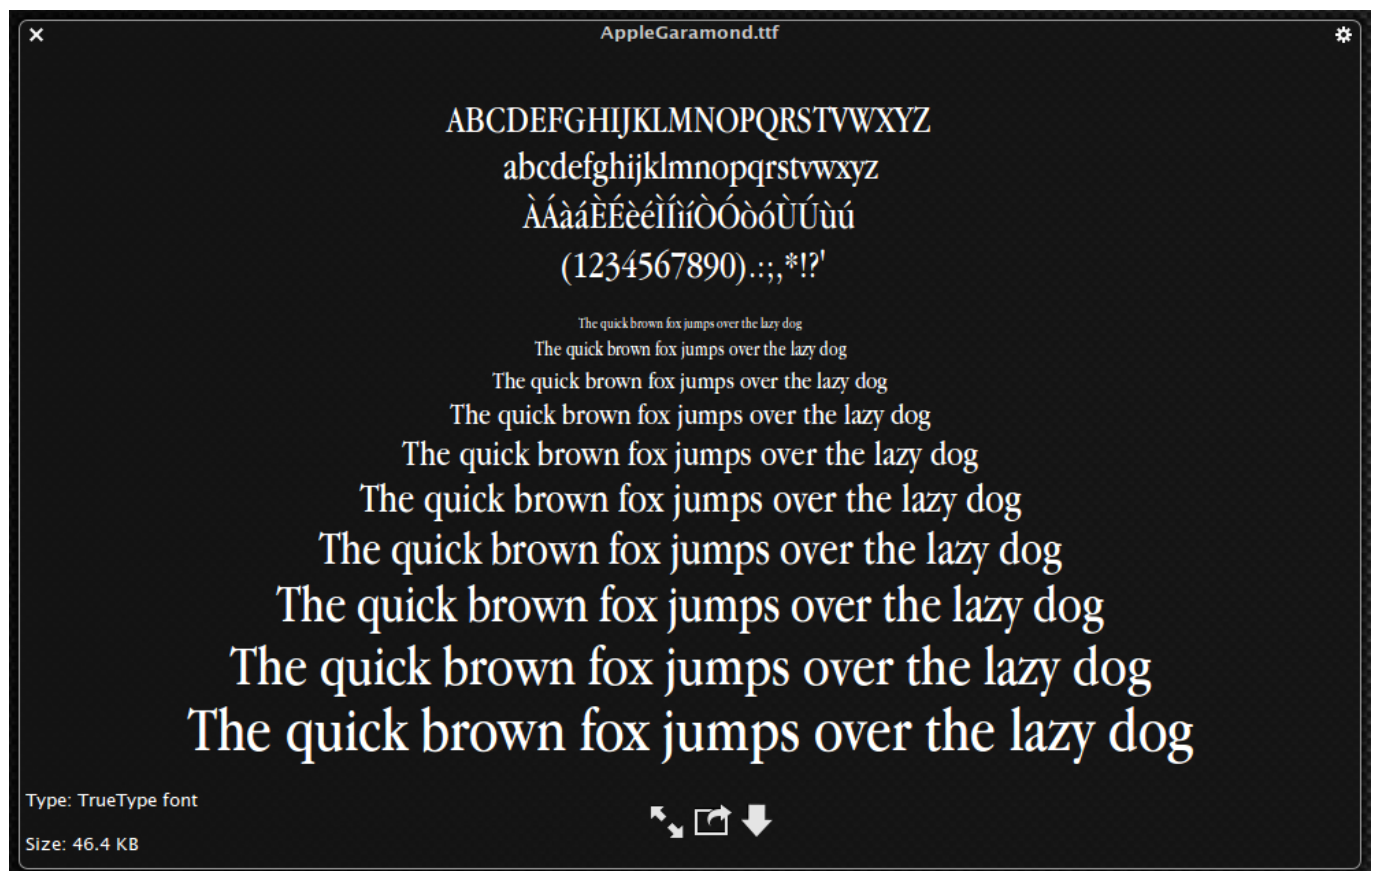 AppleGaramond.ttf
ABCDEFGHIJKLMNOPQRSTVWXYZ
abcdefghijklmnopqrstvwxyz
ÀÁàáÈÉèéÌÍìíÒÓòóÙÚùú
(1234567890).:;,*!?'
The quick brown fox jumps over the lazy dog
The quick brown fox jumps over the lazy dog
The quick brown fox jumps over the lazy dog
The quick brown fox jumps over the lazy dog
The quick brown fox jumps over the lazy dog
The quick brown fox jumps over the lazy dog
The quick brown fox jumps over the lazy dog
The quick brown fox jumps over the lazy dog
The quick brown fox jumps over the lazy dog
The quick brown fox jumps over the lazy dog
Type: TrueType font
Size: 46.4 KB